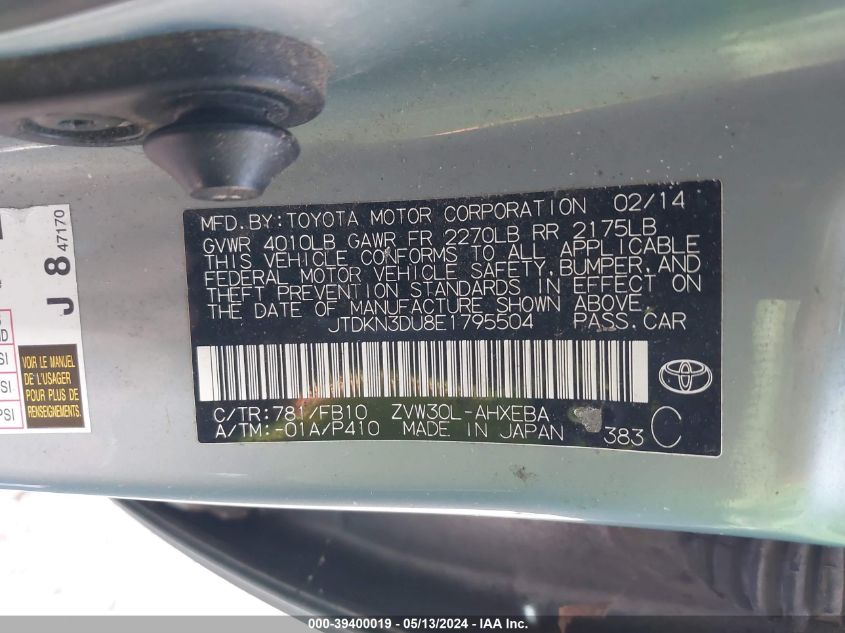 MFD. BY: TOYOTA MOTOR CORPORATION 02/14
GVWR 4010LB GAWR FR 2270LB RR 2175LB
THIS VEHICLE CONFORMS TO ALL APPLICABLE
FEDERAL MOTOR VEHICLE SAFETY, BUMPER, AND
THEFT PREVENTION STANDARDS IN EFFECT ON
THE DATE OF MANUFACTURE SHOWN ABOVE.
JTDKN3DU8E1795504 PASS. CAR
C/TR: 781/FB10 ZVW30L-AHXEBA
A/TM: -01A/P410 MADE IN JAPAN 383 C
J 8 47170
VOIR LE MANUEL
DE L'USAGER
POUR PLUS DE
RENSEIGNEMENTS.
000-39400019 - 05/13/2024 - IAA Inc.